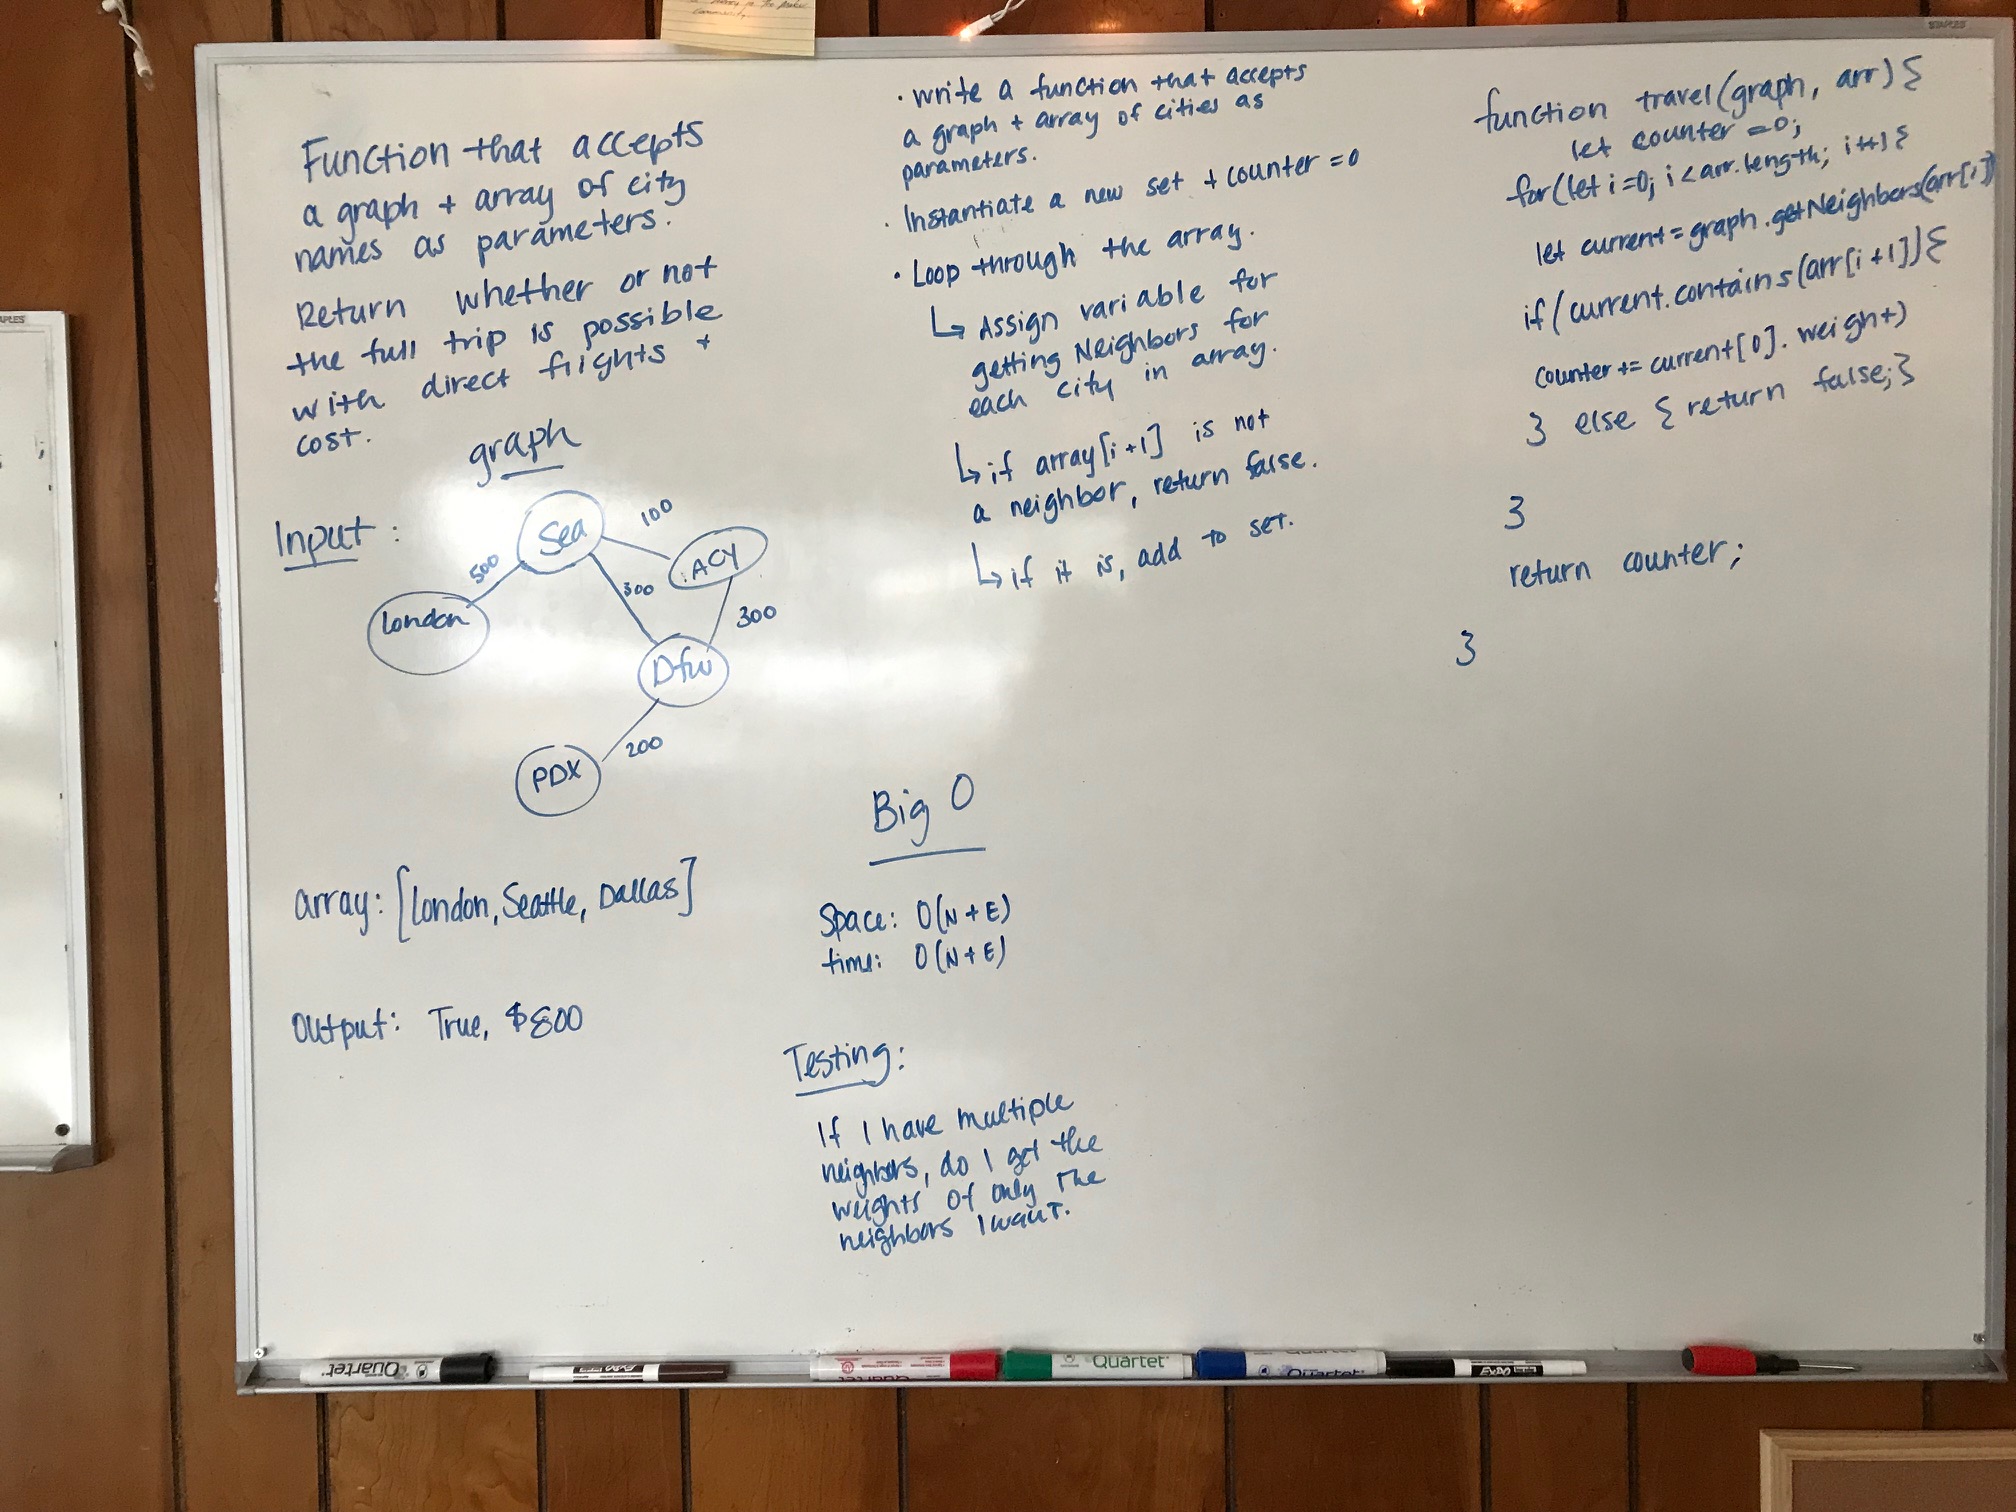 Function that accepts
a graph + array of city
names as parameters.
Return whether or not
the full trip is possible
with direct flights +
cost.
graph
Input:
Sea
100
ACY
500
300
London
300
Dfw
200
PDX
array: [London, Seattle, Dallas]
Output: True, $800
· write a function that accepts
a graph + array of cities as
parameters.
· Instantiate a new set + counter = 0
· Loop through the array.
↳ Assign variable for
getting Neighbors for
each city in array.
↳ if array[i+1] is not
a neighbor, return false.
↳ if it is, add to set.
Big O
Space: O(N+E)
time: O(N+E)
Testing:
If I have multiple
neighbors, do I get the
weights of only the
neighbors I want.
function travel(graph, arr){
let counter = 0;
for(let i=0; i<arr.length; i++){
let current = graph.getNeighbors(arr[i])
if(current.contains(arr[i+1]){
counter += current[0].weight)
} else { return false; }
}
return counter;
}
STAPLES
Quartet
EXPO
Quartet
Quartet
Quartet
EXPO